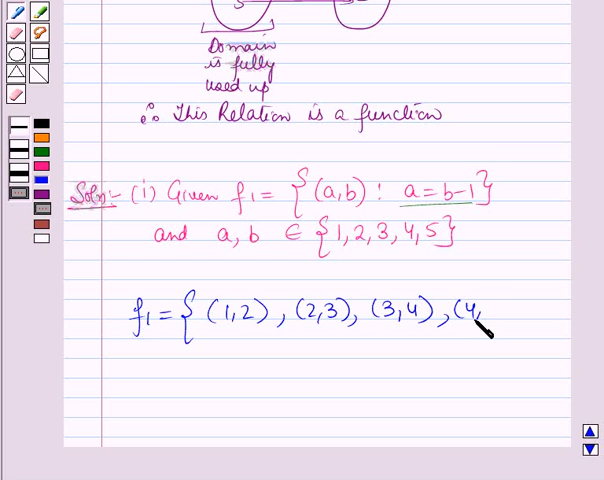 5
Domain
is fully
used up
∴ This Relation is a function
Soln:- (i) Given f1 = {(a,b) : a = b-1}
and a, b ∈ {1, 2, 3, 4, 5}
f1 = { (1,2) , (2,3), (3,4) , (4,